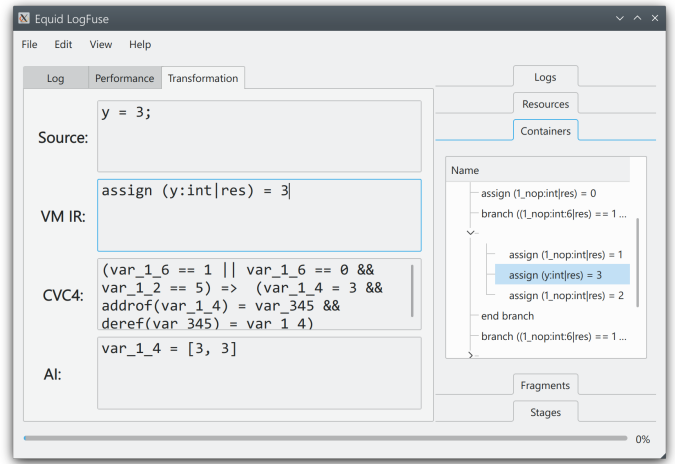 Equid LogFuse
File Edit View Help
Log Performance Transformation
Source:
y = 3;
VM IR:
assign (y:int|res) = 3
CVC4:
(var_1_6 == 1 || var_1_6 == 0 &&
var_1_2 == 5) =>  (var_1_4 = 3 &&
addrof(var_1_4) = var_345 &&
deref(var_345) = var_1_4)
AI:
var_1_4 = [3, 3]
Logs
Resources
Containers
Name
assign (1_nop:int|res) = 0
branch ((1_nop:int:6|res) == 1 ...
assign (1_nop:int|res) = 1
assign (y:int|res) = 3
assign (1_nop:int|res) = 2
end branch
branch ((1_nop:int:6|res) == 1 ...
Fragments
Stages
0%